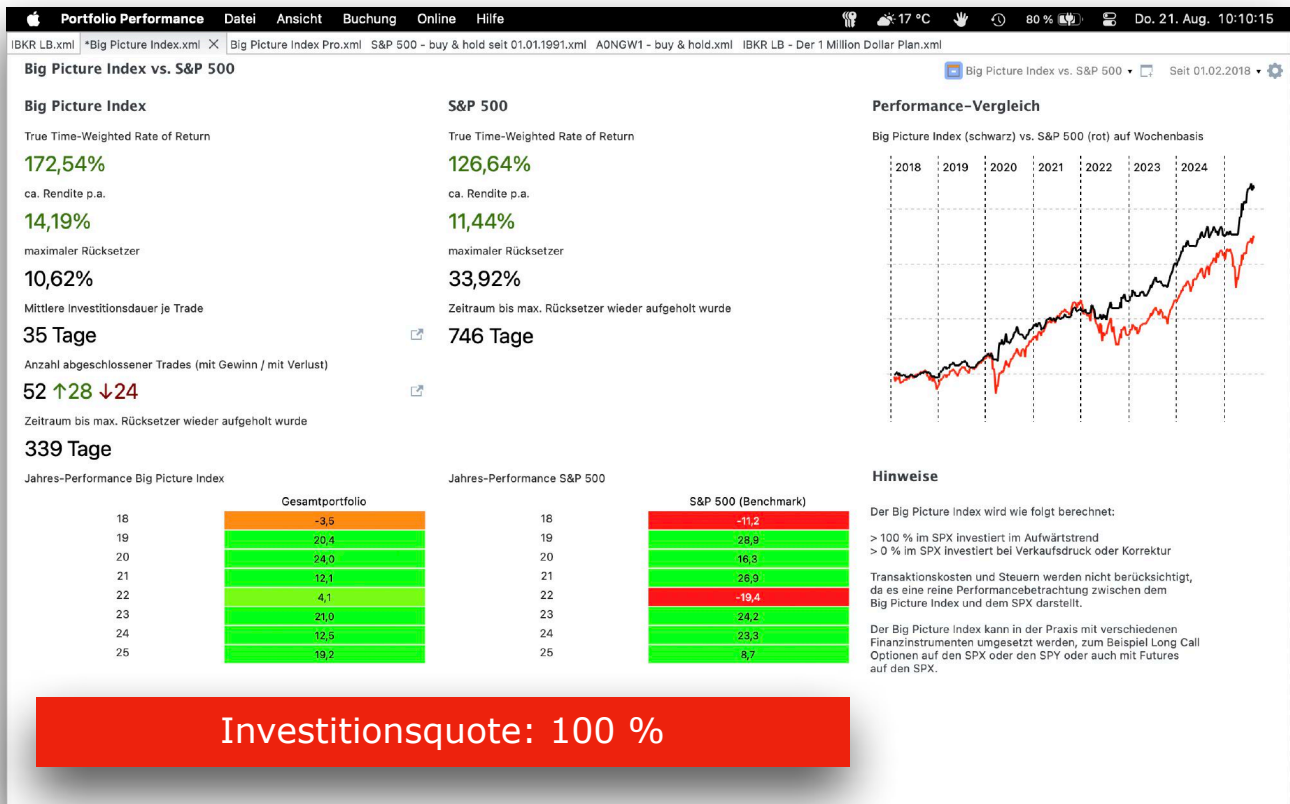 Portfolio Performance Datei Ansicht Buchung Online Hilfe 17 °C 80 % Do. 21. Aug. 10:10:15
IBKR LB.xml *Big Picture Index.xml Big Picture Index Pro.xml S&P 500 - buy & hold seit 01.01.1991.xml A0NGW1 - buy & hold.xml IBKR LB - Der 1 Million Dollar Plan.xml
Big Picture Index vs. S&P 500
Big Picture Index vs. S&P 500 Seit 01.02.2018
Big Picture Index
True Time-Weighted Rate of Return
172,54%
ca. Rendite p.a.
14,19%
maximaler Rücksetzer
10,62%
Mittlere Investitionsdauer je Trade
35 Tage
Anzahl abgeschlossener Trades (mit Gewinn / mit Verlust)
52 ↑28 ↓24
Zeitraum bis max. Rücksetzer wieder aufgeholt wurde
339 Tage
Jahres-Performance Big Picture Index
Gesamtportfolio
18 -3,5
19 20,4
20 24,0
21 12,1
22 4,1
23 21,0
24 12,5
25 19,2
S&P 500
True Time-Weighted Rate of Return
126,64%
ca. Rendite p.a.
11,44%
maximaler Rücksetzer
33,92%
Zeitraum bis max. Rücksetzer wieder aufgeholt wurde
746 Tage
Jahres-Performance S&P 500
S&P 500 (Benchmark)
18 -11,2
19 28,9
20 16,3
21 26,9
22 -19,4
23 24,2
24 23,3
25 8,7
Performance-Vergleich
Big Picture Index (schwarz) vs. S&P 500 (rot) auf Wochenbasis
2018 2019 2020 2021 2022 2023 2024
Hinweise
Der Big Picture Index wird wie folgt berechnet:
> 100 % im SPX investiert im Aufwärtstrend
> 0 % im SPX investiert bei Verkaufsdruck oder Korrektur
Transaktionskosten und Steuern werden nicht berücksichtigt,
da es eine reine Performancebetrachtung zwischen dem
Big Picture Index und dem SPX darstellt.
Der Big Picture Index kann in der Praxis mit verschiedenen
Finanzinstrumenten umgesetzt werden, zum Beispiel Long Call
Optionen auf den SPX oder den SPY oder auch mit Futures
auf den SPX.
Investitionsquote: 100 %